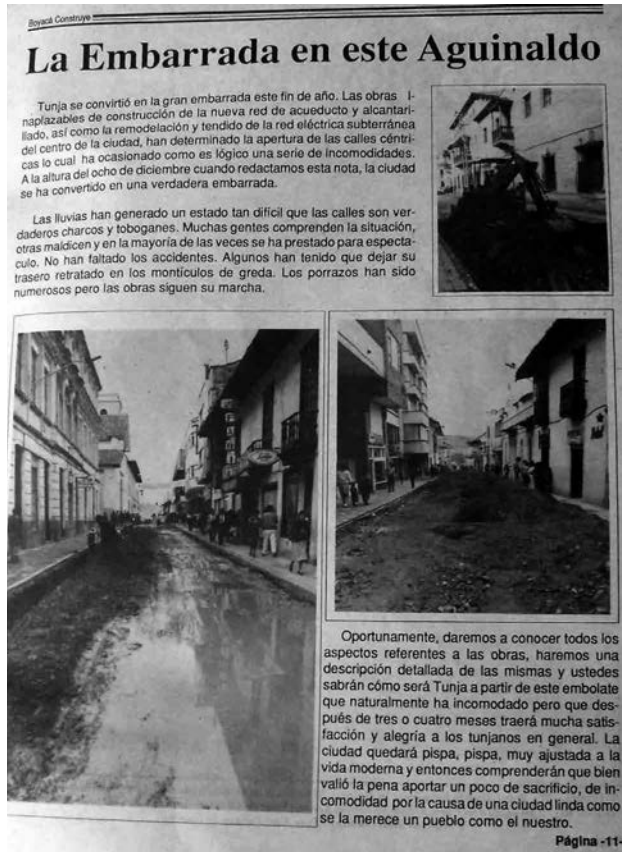 Boyacá Construye
La Embarrada en este Aguinaldo
Tunja se convirtió en la gran embarrada este fin de año. Las obras I-
naplazables de construcción de la nueva red de acueducto y alcantari-
llado, así como la remodelación y tendido de la red eléctrica subterránea
del centro de la ciudad, han determinado la apertura de las calles céntri-
cas lo cual ha ocasionado como es lógico una serie de incomodidades.
A la altura del ocho de diciembre cuando redactamos esta nota, la ciudad
se ha convertido en una verdadera embarrada.
Las lluvias han generado un estado tan difícil que las calles son ver-
daderos charcos y toboganes. Muchas gentes comprenden la situación,
otras maldicen y en la mayoría de las veces se ha prestado para espectá-
culo. No han faltado los accidentes. Algunos han tenido que dejar su
trasero retratado en los montículos de greda. Los porrazos han sido
numerosos pero las obras siguen su marcha.
Oportunamente, daremos a conocer todos los
aspectos referentes a las obras, haremos una
descripción detallada de las mismas y ustedes
sabrán cómo será Tunja a partir de este embolate
que naturalmente ha incomodado pero que des-
pués de tres o cuatro meses traerá mucha satis-
facción y alegría a los tunjanos en general. La
ciudad quedará pispa, pispa, muy ajustada a la
vida moderna y entonces comprenderán que bien
valió la pena aportar un poco de sacrificio, de in-
comodidad por la causa de una ciudad linda como
se la merece un pueblo como el nuestro.
Página -11-